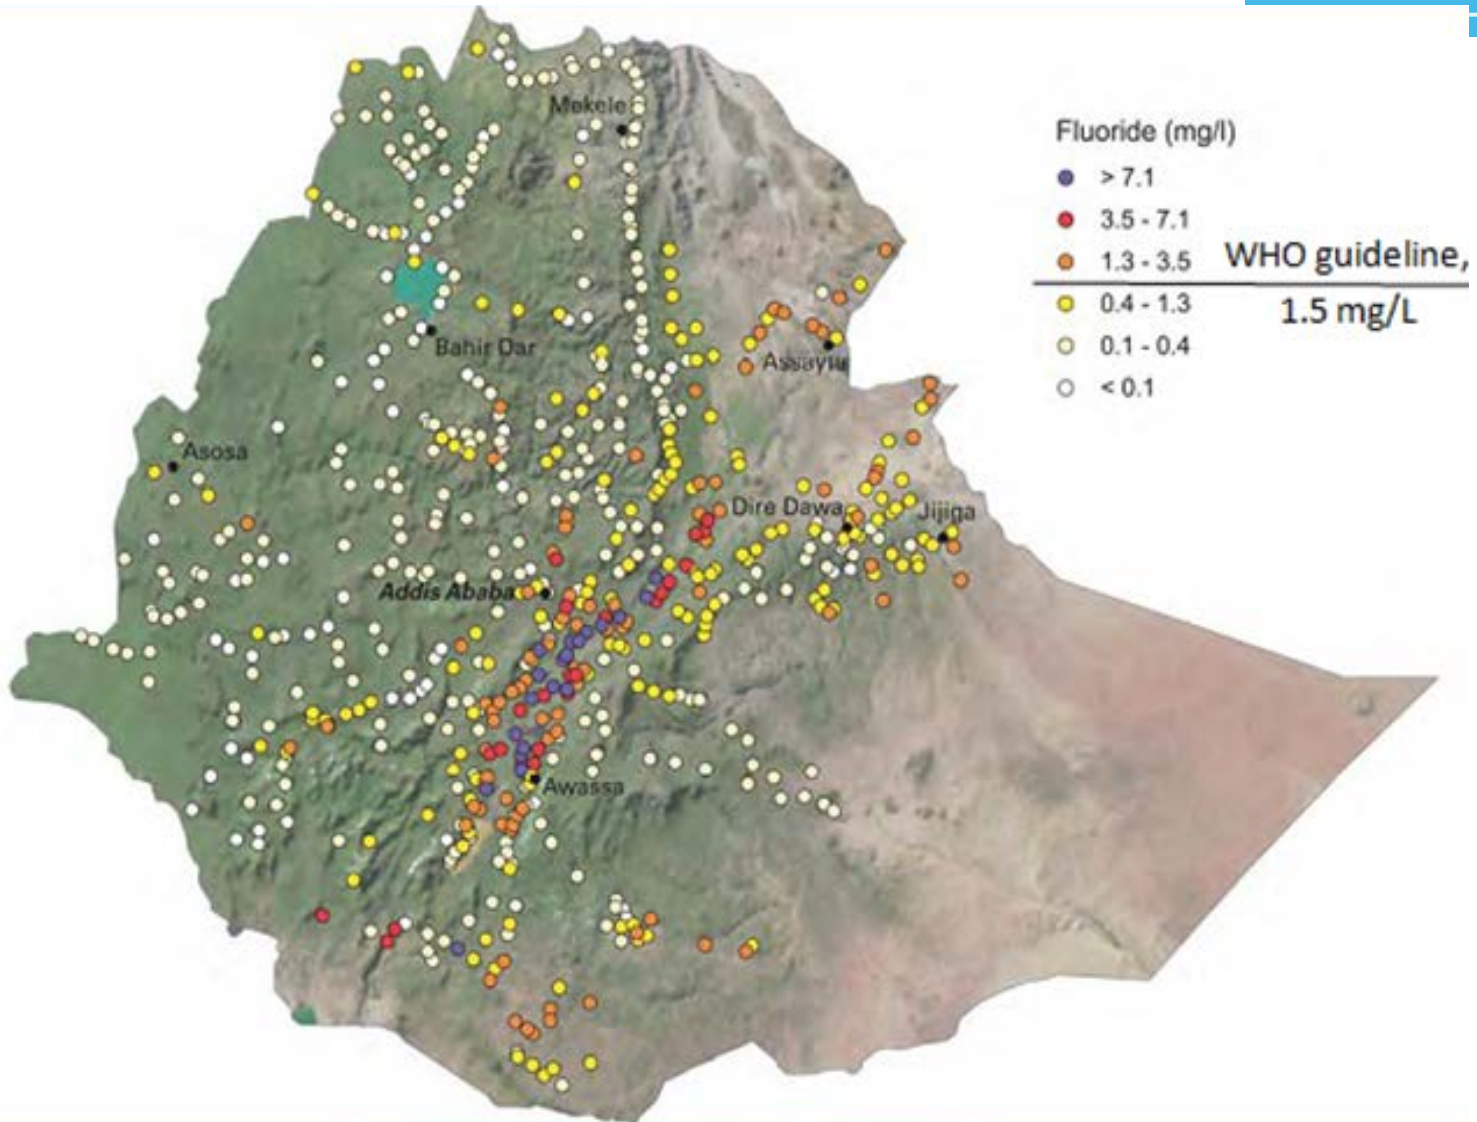 Mekele
Fluoride (mg/l)
> 7.1
3.5 - 7.1
1.3 - 3.5
WHO guideline,
1.5 mg/L
0.4 - 1.3
0.1 - 0.4
< 0.1
Bahir Dar
Assayta
Asosa
Dire Dawa
Jijiga
Addis Ababa
Awassa